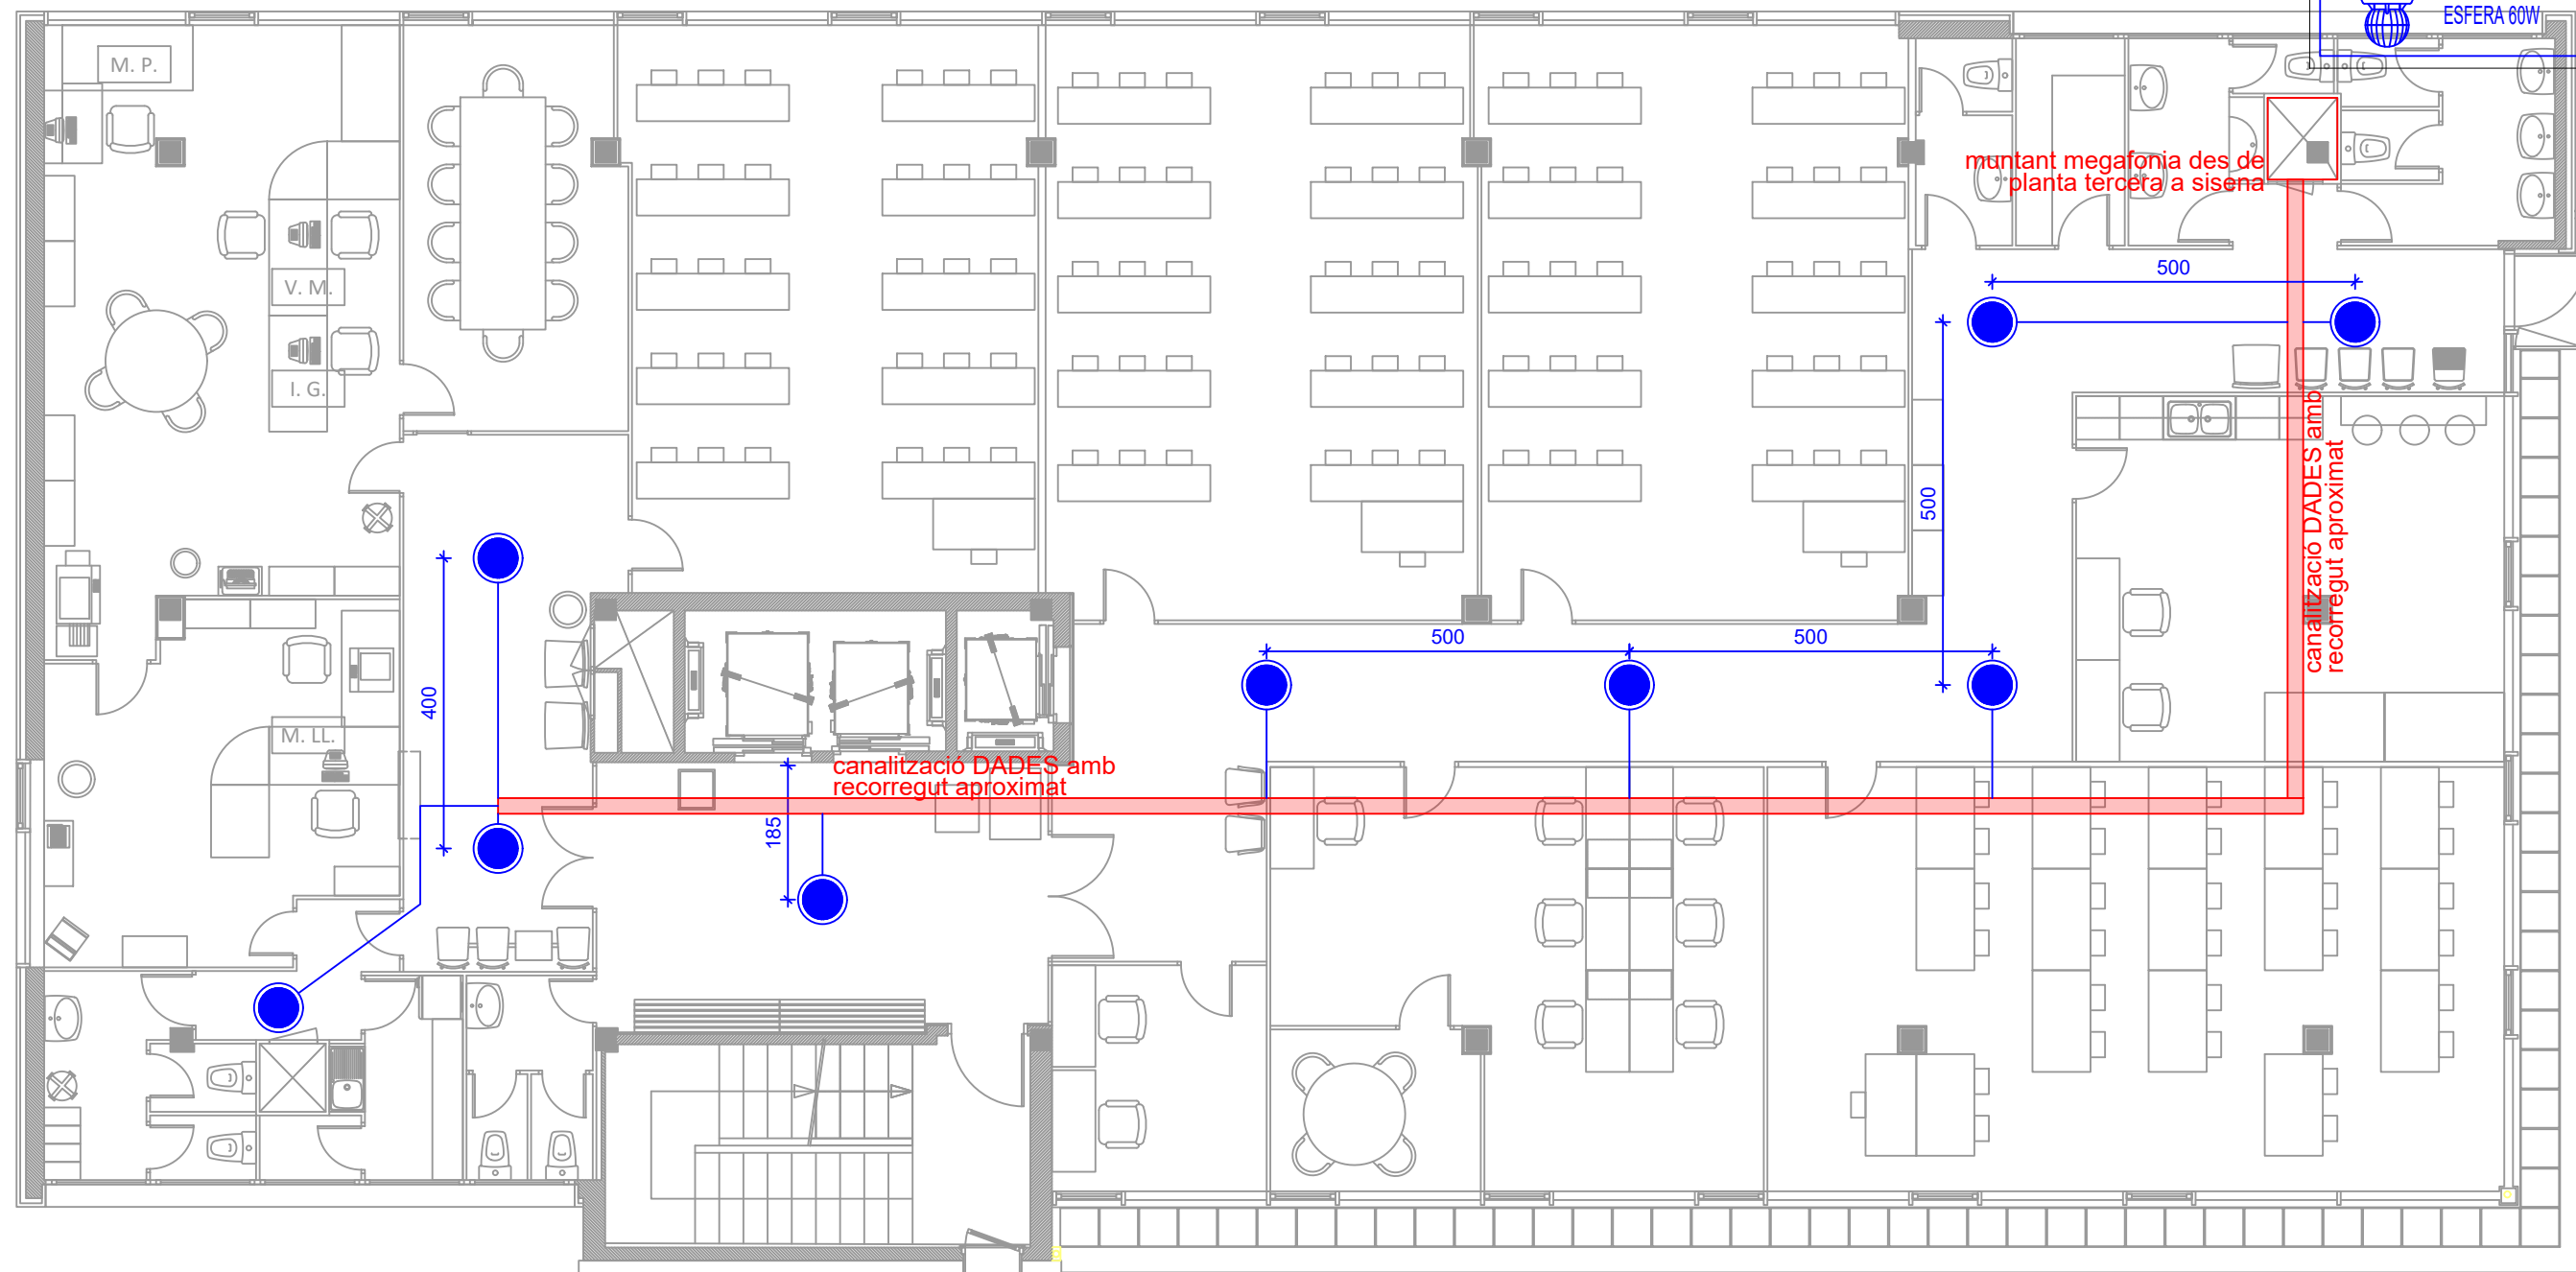 ESFERA 60W
M. P.
muntant megafonia des de
planta tercera a sisena
500
V. M.
I. G.
canalització DADES amb
recorregut aproximat
500
500
500
400
M. LL.
canalització DADES amb
recorregut aproximat
185